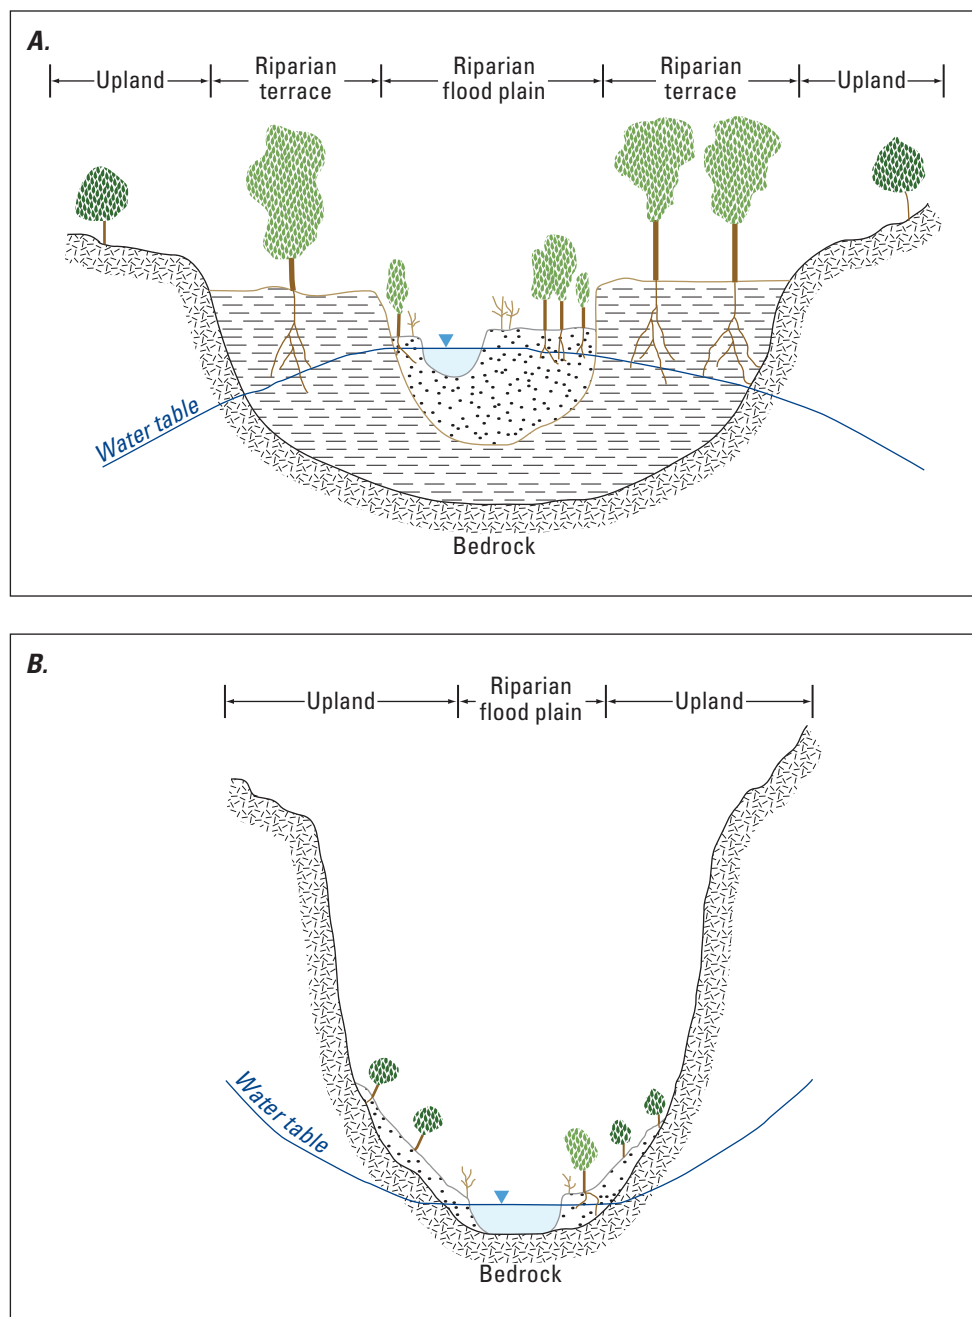 A.
Upland
Riparian
terrace
Riparian
flood plain
Riparian
terrace
Upland
Water table
Bedrock
B.
Upland
Riparian
flood plain
Upland
Water table
Bedrock